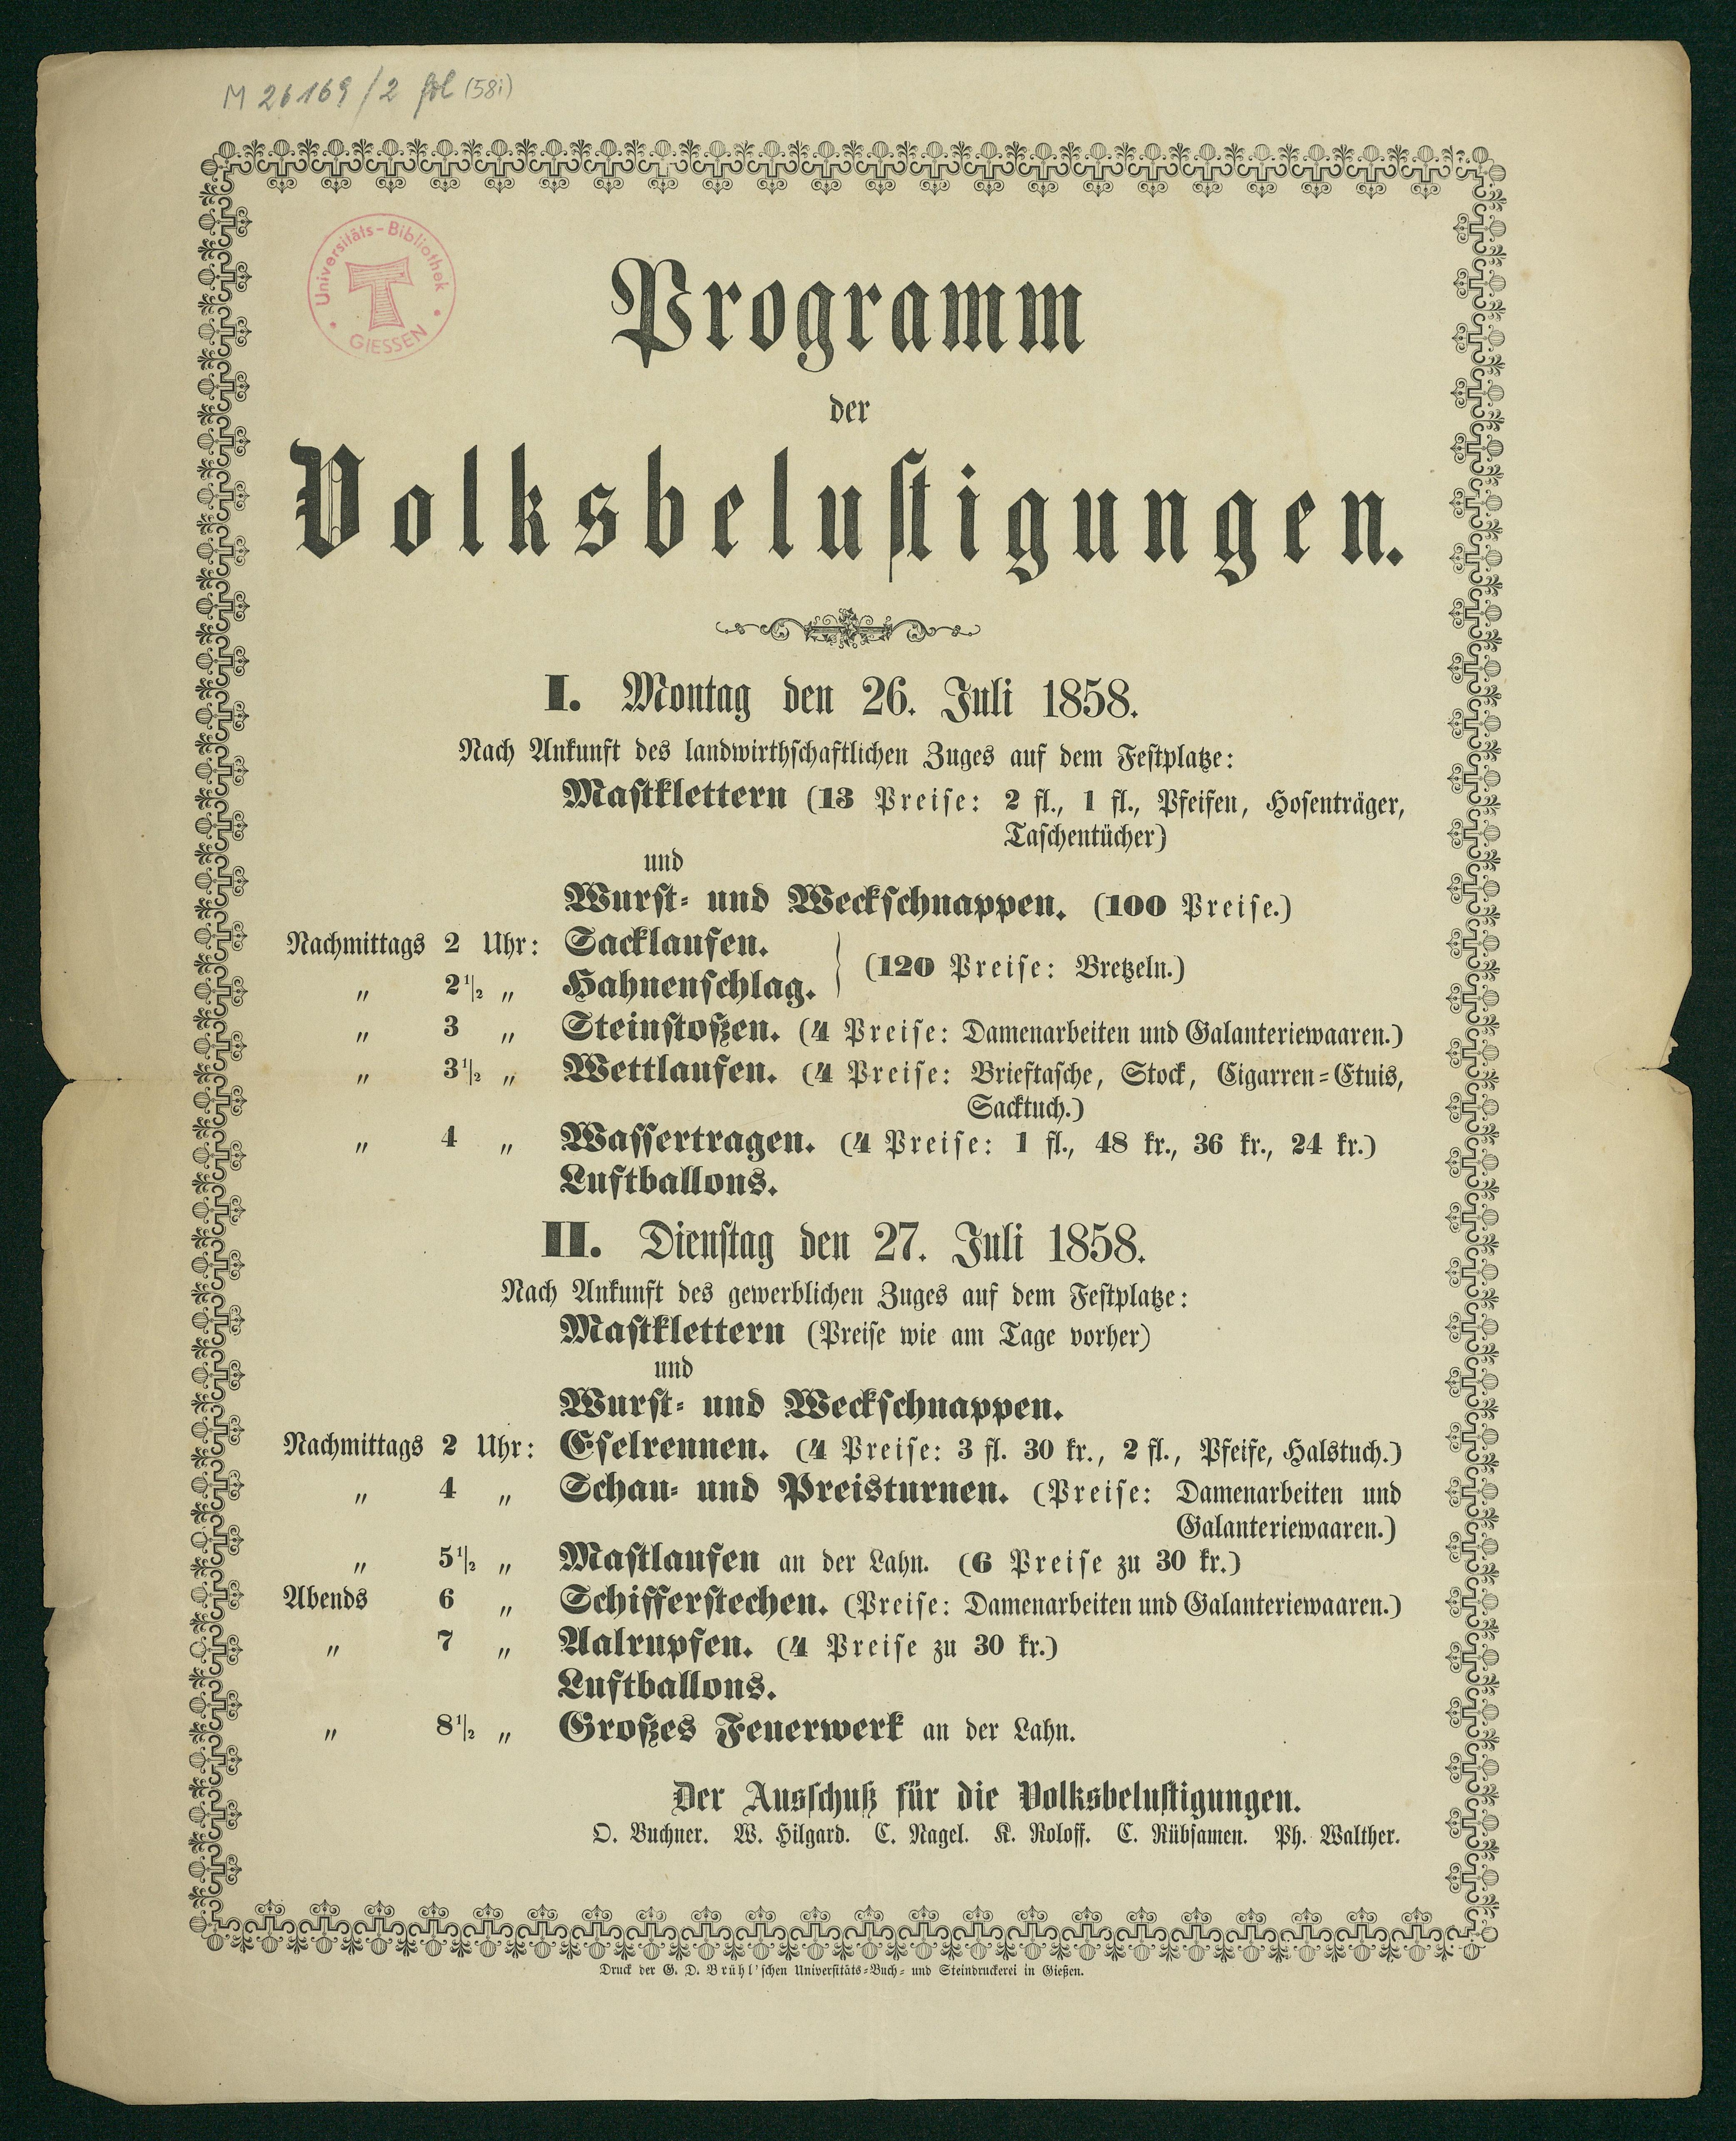 M 26169/2 fol (58i)
Universitäts-Bibliothek
GIESSEN
Programm
der
Volksbelustigungen.
I. Montag den 26. Juli 1858.
Nach Ankunft des landwirthschaftlichen Zuges auf dem Festplatze:
Mastklettern (13 Preise: 2 fl., 1 fl., Pfeifen, Hosenträger,
Taschentücher)
und
Wurst- und Weckschnappen. (100 Preise.)
Nachmittags 2 Uhr: Sacklaufen.
(120 Preise: Bretzeln.)
„ 2½ „ Hahnenschlag.
„ 3 „ Steinstoßen. (4 Preise: Damenarbeiten und Galanteriewaaren.)
„ 3½ „ Wettlaufen. (4 Preise: Brieftasche, Stock, Cigarren-Etuis,
Sacktuch.)
„ 4 „ Wassertragen. (4 Preise: 1 fl., 48 kr., 36 kr., 24 kr.)
Luftballons.
II. Dienstag den 27. Juli 1858.
Nach Ankunft des gewerblichen Zuges auf dem Festplatze:
Mastklettern (Preise wie am Tage vorher)
und
Wurst- und Weckschnappen.
Nachmittags 2 Uhr: Eselrennen. (4 Preise: 3 fl. 30 kr., 2 fl., Pfeife, Halstuch.)
„ 4 „ Schau- und Preisturnen. (Preise: Damenarbeiten und
Galanteriewaaren.)
„ 5½ „ Mastlaufen an der Lahn. (6 Preise zu 30 kr.)
Abends 6 „ Schifferstechen. (Preise: Damenarbeiten und Galanteriewaaren.)
„ 7 „ Aalrupfen. (4 Preise zu 30 kr.)
Luftballons.
„ 8½ „ Großes Feuerwerk an der Lahn.
Der Ausschuß für die Volksbelustigungen.
O. Buchner. W. Hilgard. C. Nagel. K. Roloff. C. Rübsamen. Ph. Walther.
Druck der G. D. Brühl'schen Universitäts-Buch- und Steindruckerei in Gießen.